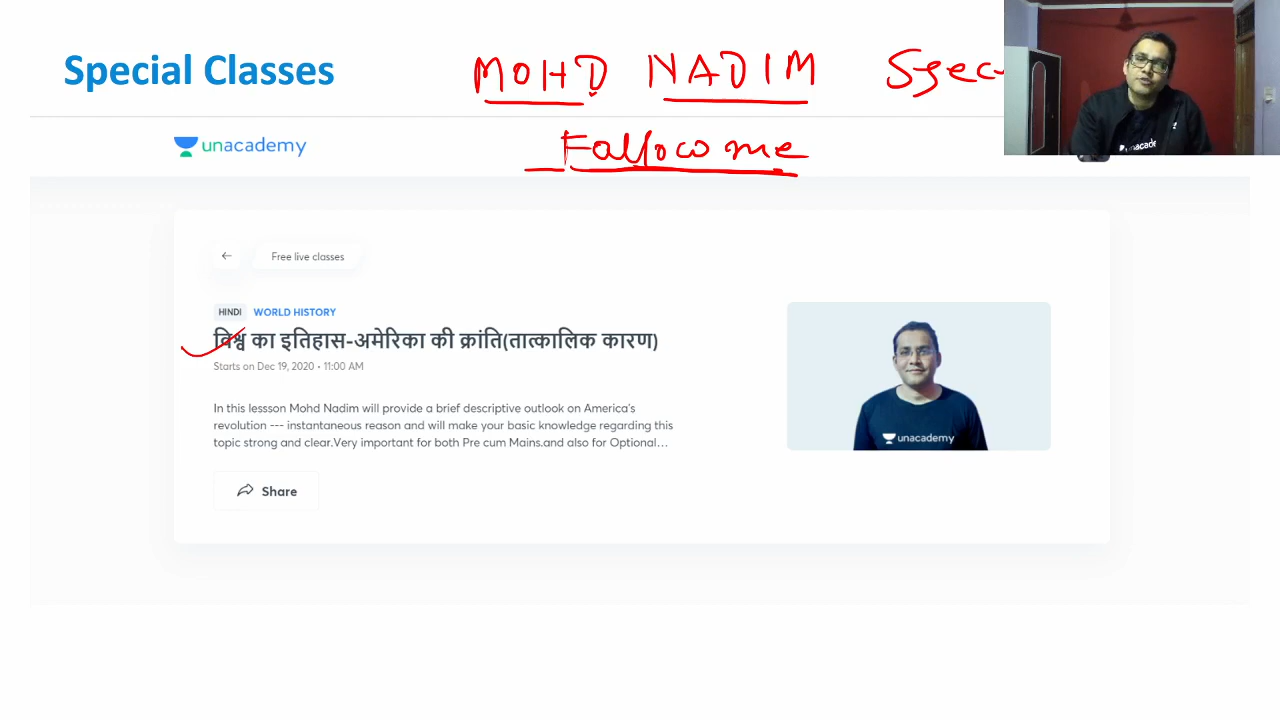 Special Classes
MOHD NADIM
unacademy
Follow me
unacade
←
Free live classes
HINDI WORLD HISTORY
विश्व का इतिहास-अमेरिका की क्रांति(तात्कालिक कारण)
Starts on Dec 19, 2020 • 11:00 AM
In this lessson Mohd Nadim will provide a brief descriptive outlook on America's
revolution --- instantaneous reason and will make your basic knowledge regarding this
topic strong and clear.Very important for both Pre cum Mains.and also for Optional...
Share
unacademy